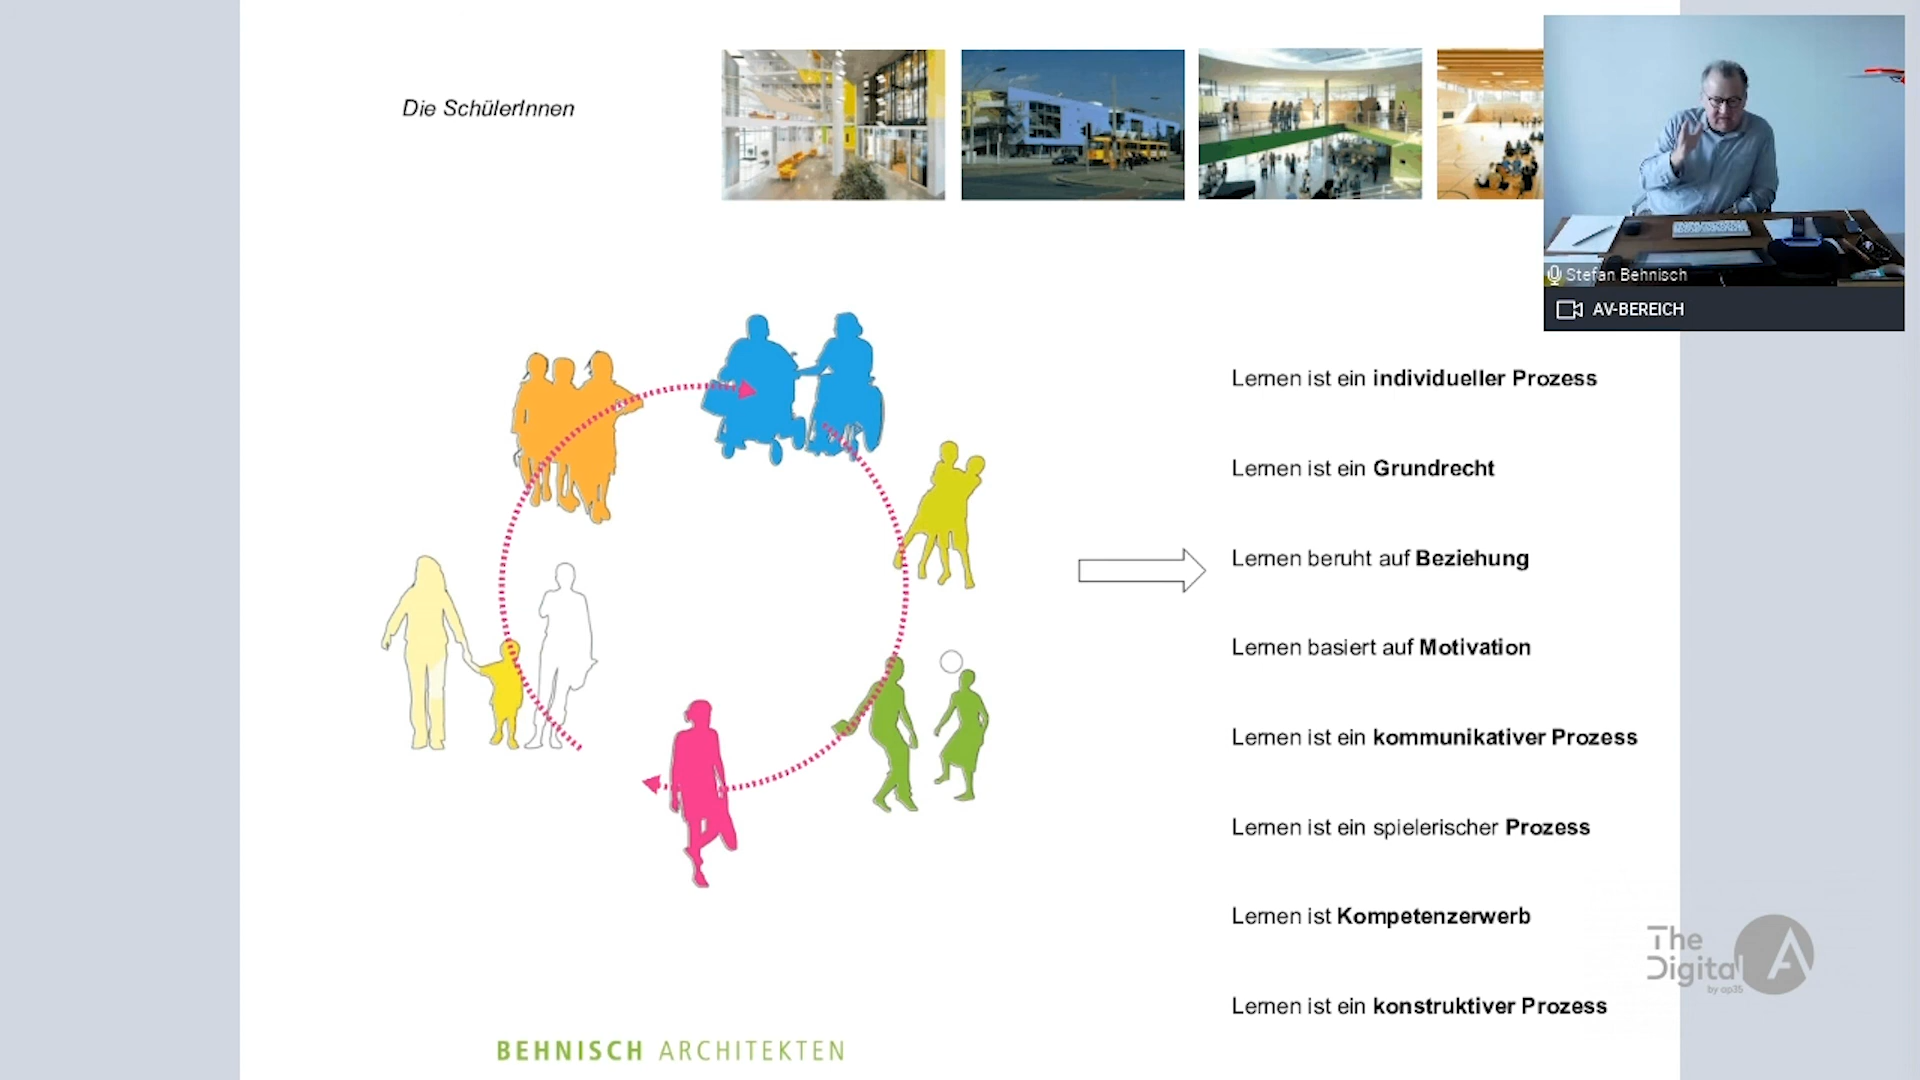 Die SchülerInnen
Stefan Behnisch
AV-BEREICH
Lernen ist ein individueller Prozess
Lernen ist ein Grundrecht
Lernen beruht auf Beziehung
Lernen basiert auf Motivation
Lernen ist ein kommunikativer Prozess
Lernen ist ein spielerischer Prozess
Lernen ist Kompetenzerwerb
Lernen ist ein konstruktiver Prozess
The
Digital
by ap35
A
BEHNISCH ARCHITEKTEN